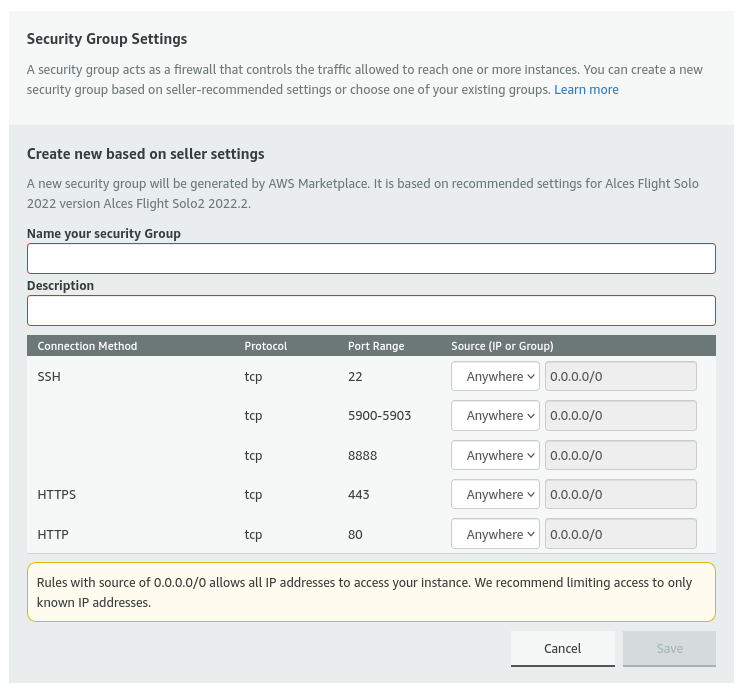 Security Group Settings
A security group acts as a firewall that controls the traffic allowed to reach one or more instances. You can create a new
security group based on seller-recommended settings or choose one of your existing groups. Learn more
Create new based on seller settings
A new security group will be generated by AWS Marketplace. It is based on recommended settings for Alces Flight Solo
2022 version Alces Flight Solo2 2022.2.
Name your security Group
Description
Connection Method Protocol Port Range Source (IP or Group)
SSH tcp 22 Anywhere 0.0.0.0/0
tcp 5900-5903 Anywhere 0.0.0.0/0
tcp 8888 Anywhere 0.0.0.0/0
HTTPS tcp 443 Anywhere 0.0.0.0/0
HTTP tcp 80 Anywhere 0.0.0.0/0
Rules with source of 0.0.0.0/0 allows all IP addresses to access your instance. We recommend limiting access to only
known IP addresses.
Cancel Save